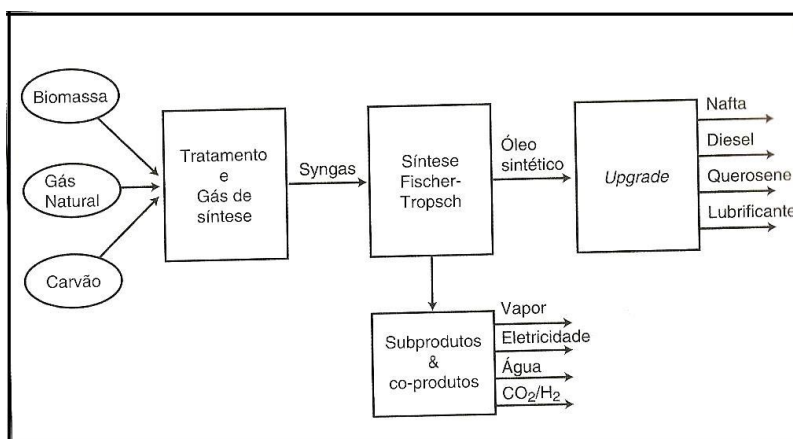 Biomassa
Gás
Natural
Carvão
Tratamento
e
Gás de
síntese
Syngas
Síntese
Fischer-
Tropsch
Óleo
sintético
Upgrade
Nafta
Diesel
Querosene
Lubrificante
Subprodutos
&
co-produtos
Vapor
Eletricidade
Água
CO₂/H₂